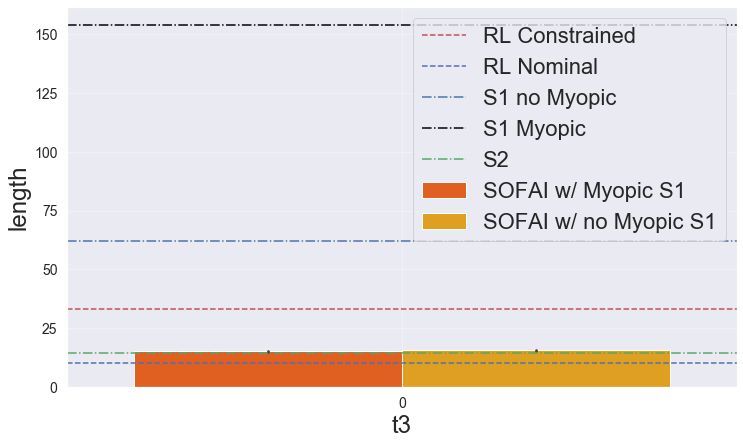 length
150
125
100
75
50
25
0
RL Constrained
RL Nominal
S1 no Myopic
S1 Myopic
S2
SOFAI w/ Myopic S1
SOFAI w/ no Myopic S1
0
t3